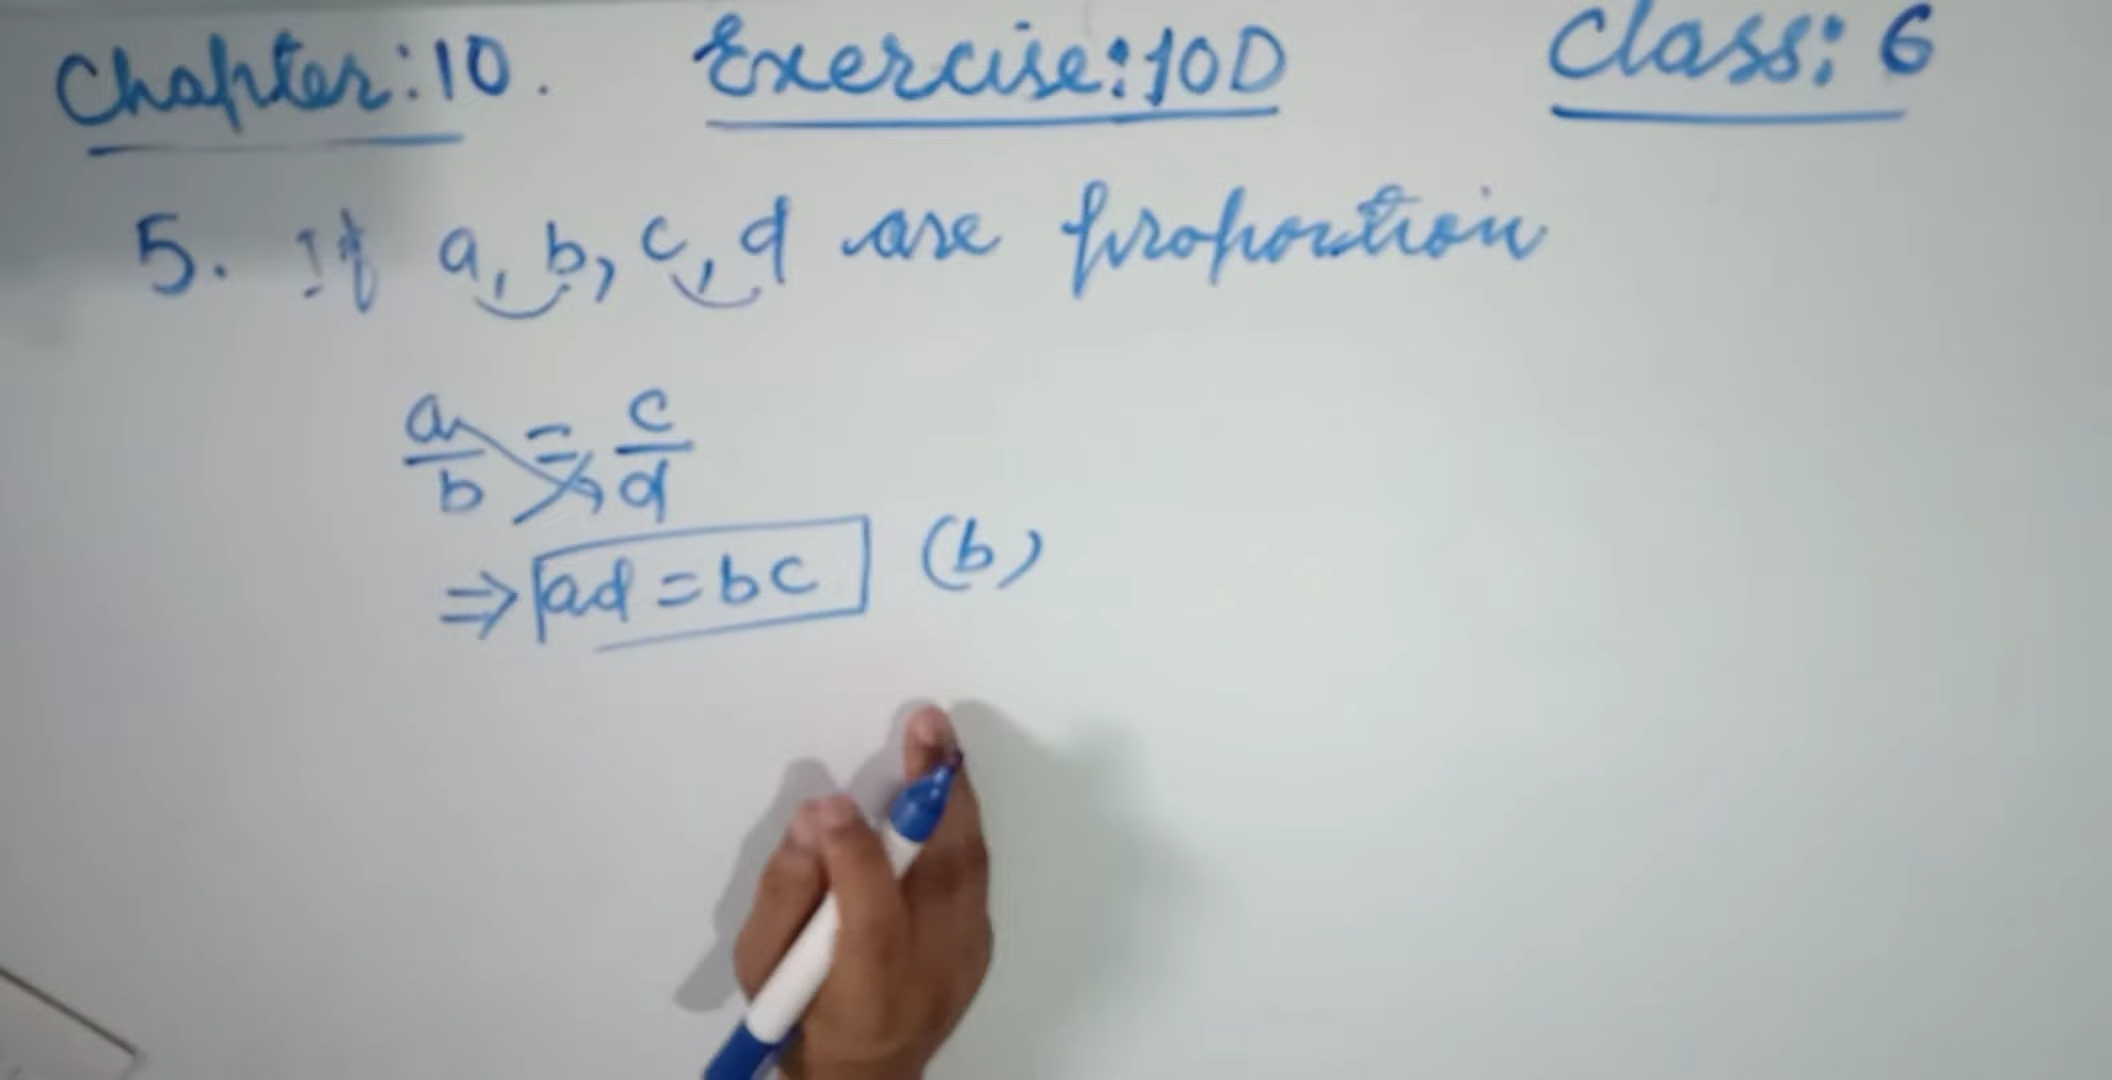 Chapter: 10. Exercise: 10D Class: 6
5. If a, b, c, d are proportion
a/b = c/d
⇒ ad = bc (b)